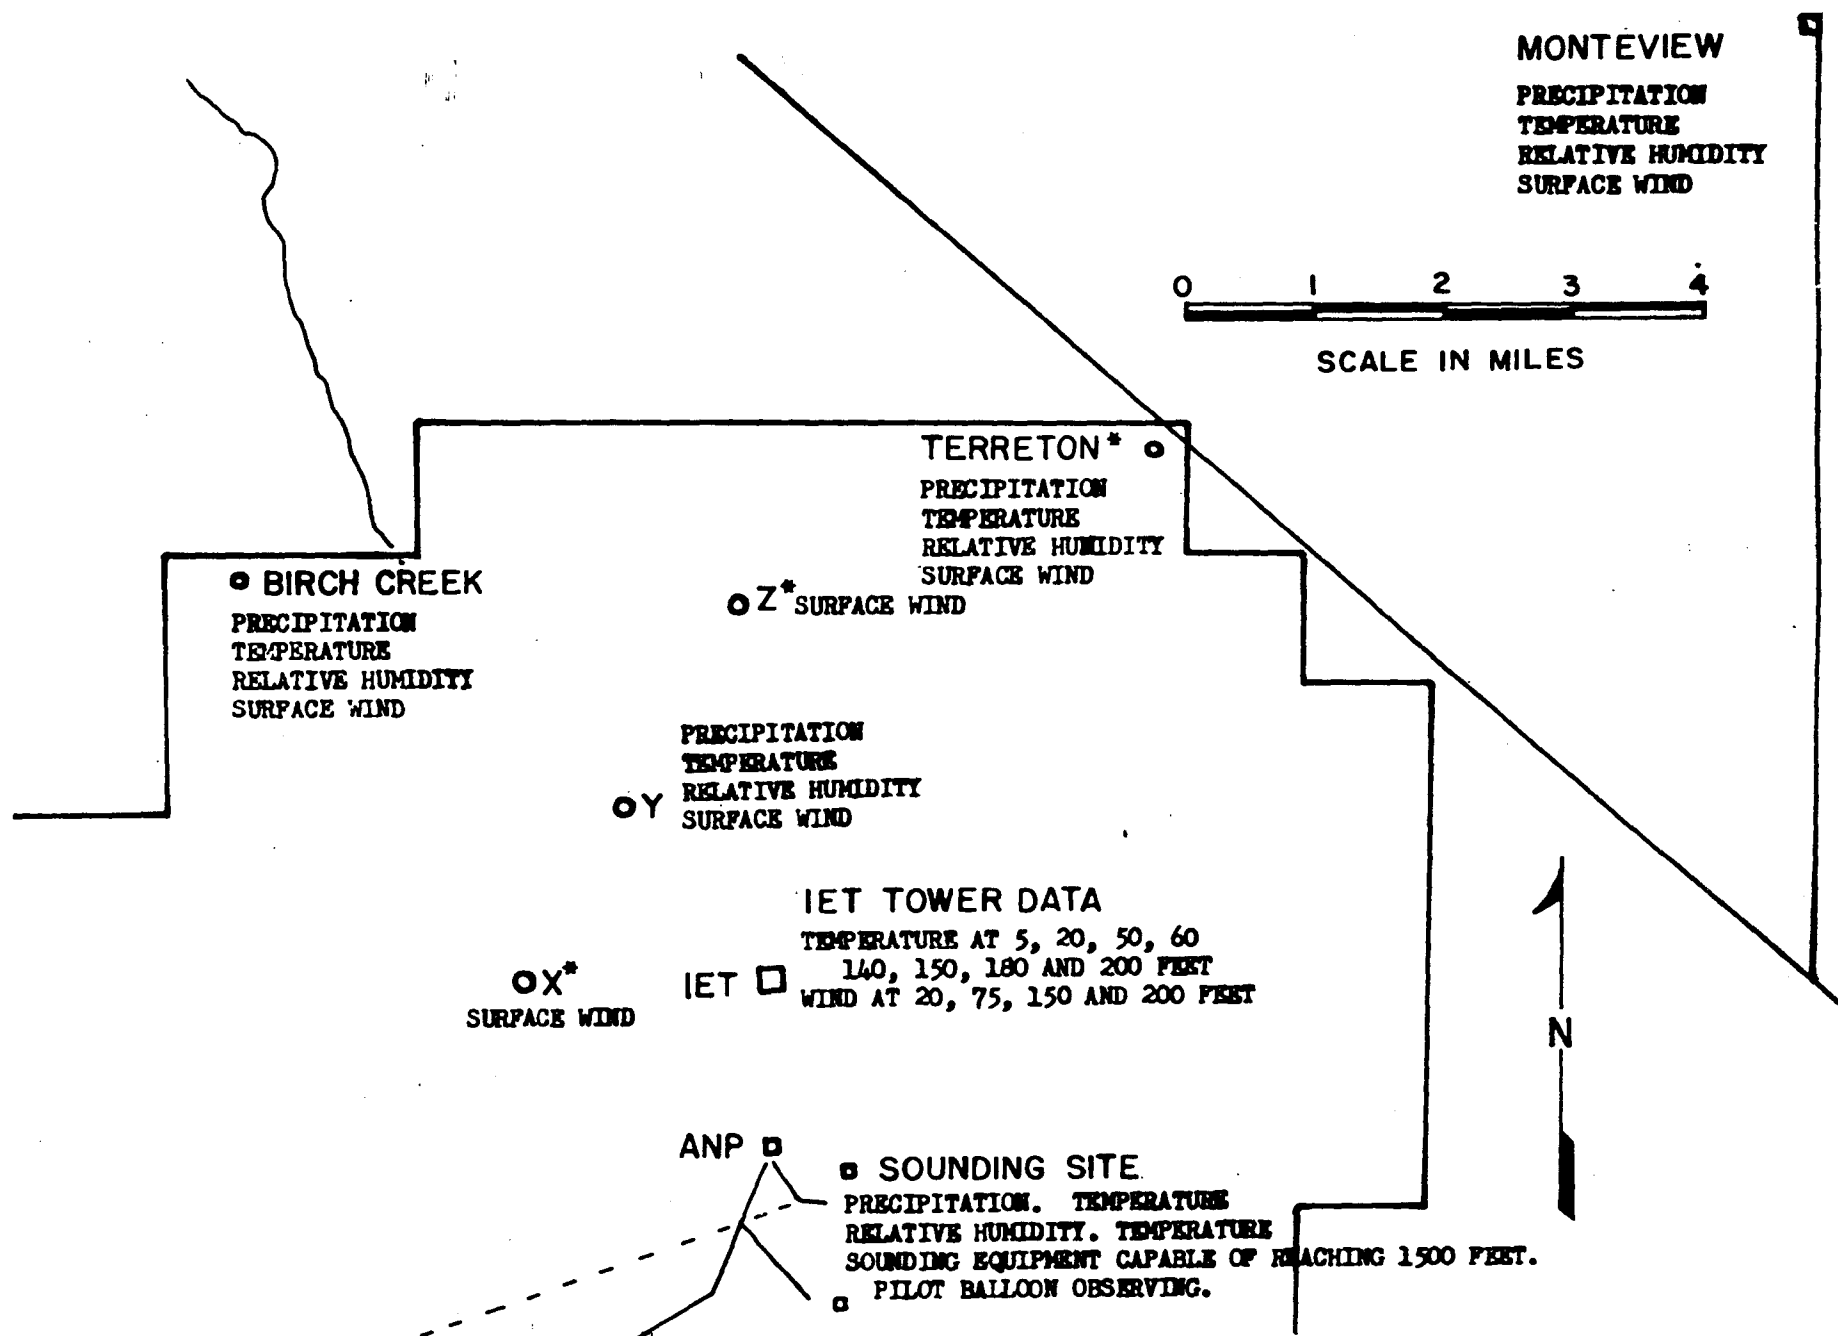 MONTEVIEW
PRECIPITATION
TEMPERATURE
RELATIVE HUMIDITY
SURFACE WIND
0 1 2 3 4
SCALE IN MILES
TERRETON*
PRECIPITATION
TEMPERATURE
RELATIVE HUMIDITY
SURFACE WIND
BIRCH CREEK
PRECIPITATION
TEMPERATURE
RELATIVE HUMIDITY
SURFACE WIND
Z* SURFACE WIND
Y
PRECIPITATION
TEMPERATURE
RELATIVE HUMIDITY
SURFACE WIND
IET TOWER DATA
TEMPERATURE AT 5, 20, 50, 60
140, 150, 180 AND 200 FEET
WIND AT 20, 75, 150 AND 200 FEET
IET
X*
SURFACE WIND
N
ANP
SOUNDING SITE
PRECIPITATION. TEMPERATURE
RELATIVE HUMIDITY. TEMPERATURE
SOUNDING EQUIPMENT CAPABLE OF REACHING 1500 FEET.
PILOT BALLOON OBSERVING.